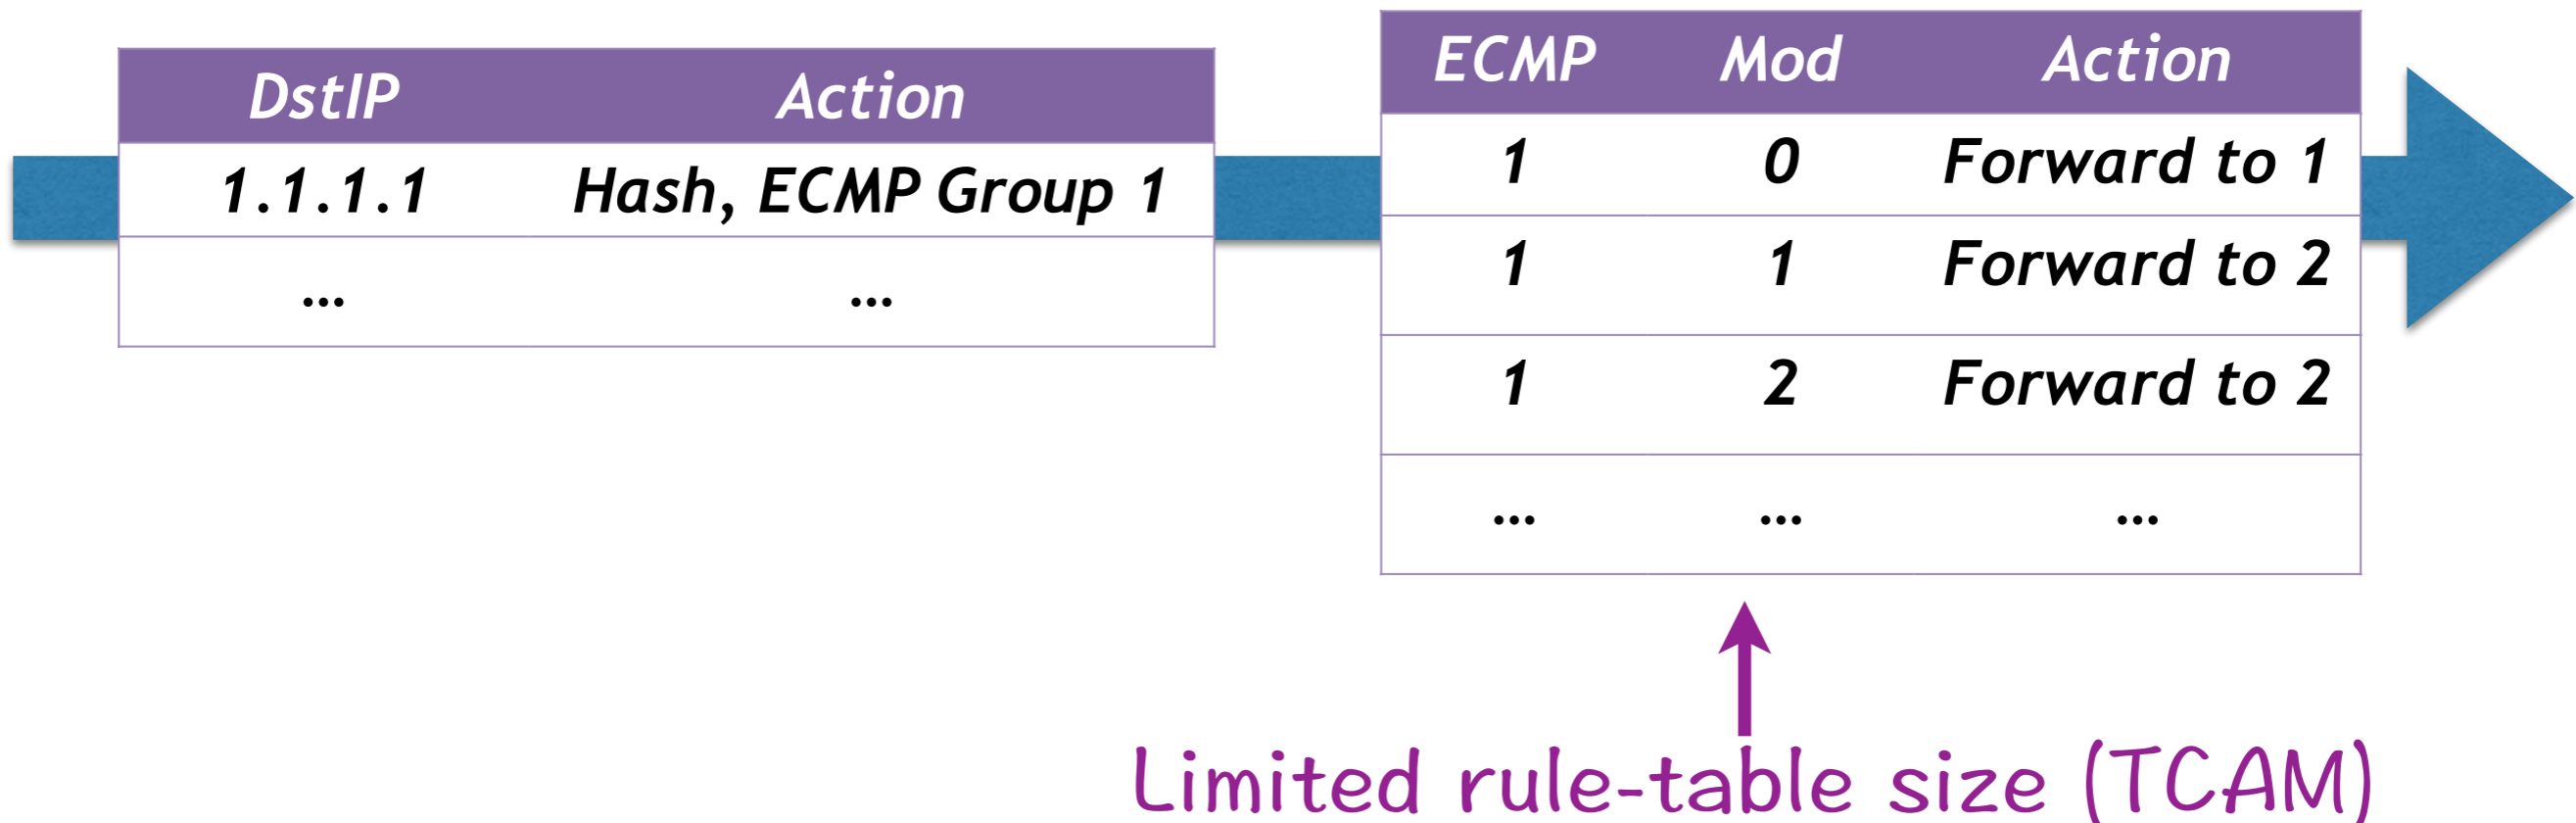 DstIP Action
1.1.1.1 Hash, ECMP Group 1
... ...
ECMP Mod Action
1 0 Forward to 1
1 1 Forward to 2
1 2 Forward to 2
... ... ...
Limited rule-table size (TCAM)